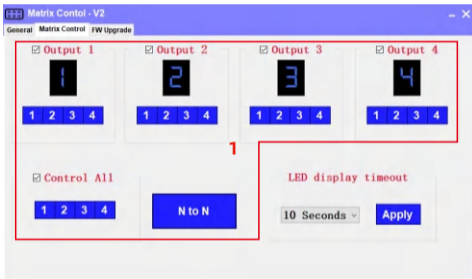 Matrix Contol - V2
General Matrix Control FW Upgrade
Output 1 Output 2 Output 3 Output 4
1 2 3 4
1 2 3 4 1 2 3 4 1 2 3 4 1 2 3 4
1
Control All LED display timeout
1 2 3 4 N to N 10 Seconds Apply